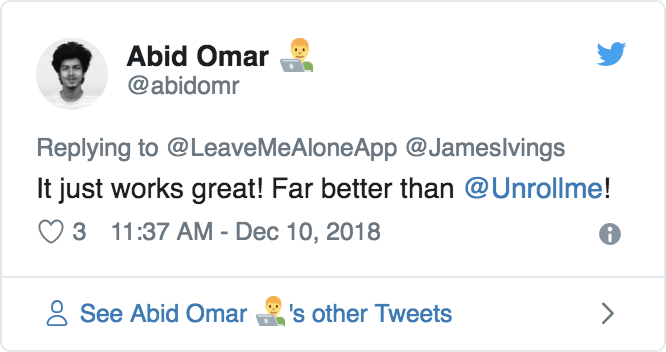 Abid Omar 👨‍💻
@abidomr
Replying to @LeaveMeAloneApp @JamesIvings
It just works great! Far better than @Unrollme!
3 11:37 AM - Dec 10, 2018
See Abid Omar 👨‍💻's other Tweets